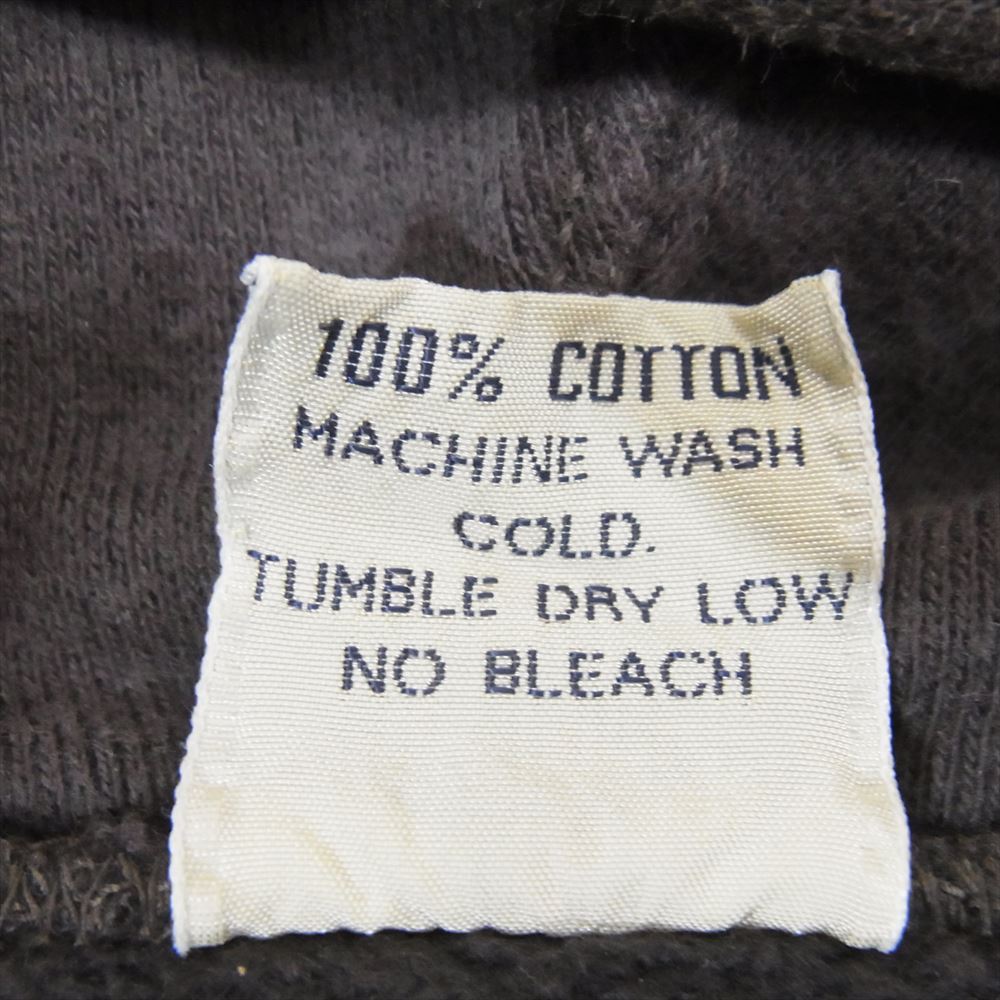 100% COTTON
MACHINE WASH
COLD.
TUMBLE DRY LOW
NO BLEACH